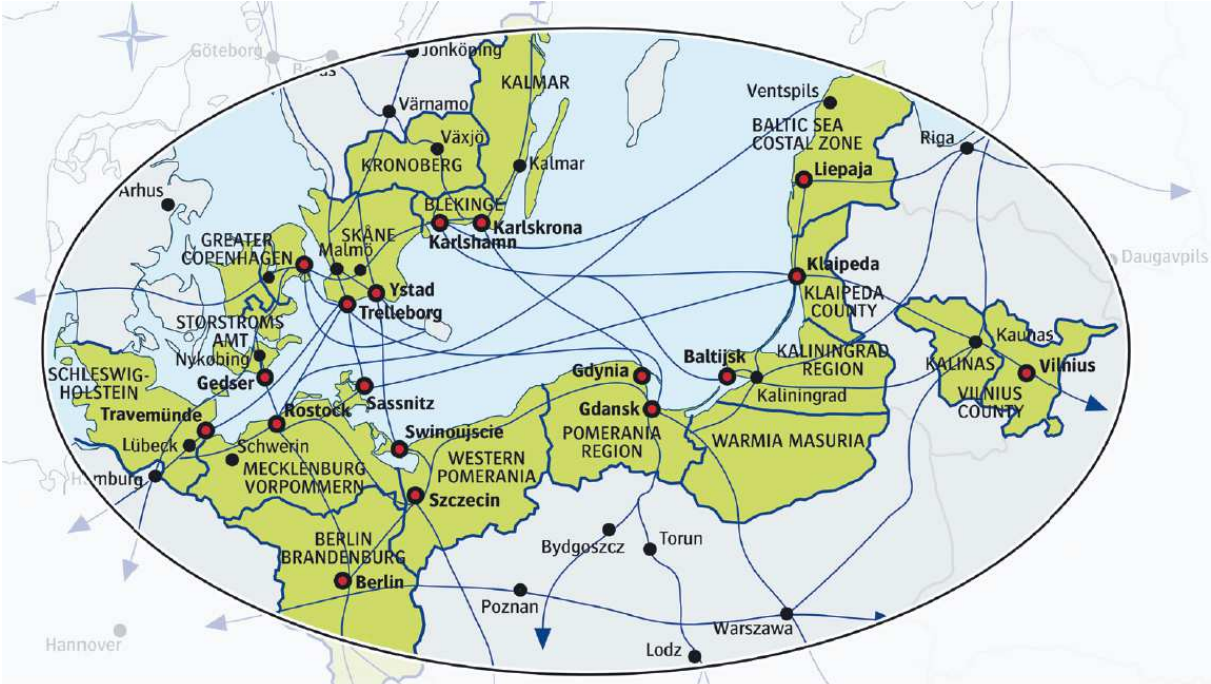 Göteborg
Jonköping
KALMAR
Värnamo
Ventspils
BALTIC SEA
COSTAL ZONE
Växjö
Riga
KRONOBERG
Kalmar
Liepaja
Arhus
BLEKINGE
Karlskrona
Karlshamn
GREATER
COPENHAGEN
SKÅNE
Malmö
Daugavpils
Klaipeda
KLAIPEDA
COUNTY
Ystad
Trelleborg
STØRSTROMS
AMT
Nykøbing
Kaunas
KALINAS
Vilnius
VILNIUS
COUNTY
SCHLESWIG-
HOLSTEIN
Gedser
Sassnitz
Gdynia
Baltijsk
KALININGRAD
REGION
Kaliningrad
Travemünde
Rostock
Gdansk
Lübeck
Schwerin
Swinoujscie
POMERANIA
REGION
WARMIA MASURIA
MECKLENBURG
VORPOMMERN
WESTERN
POMERANIA
Hamburg
Szczecin
BERLIN
BRANDENBURG
Bydgoszcz
Torun
Berlin
Poznan
Warszawa
Hannover
Lodz